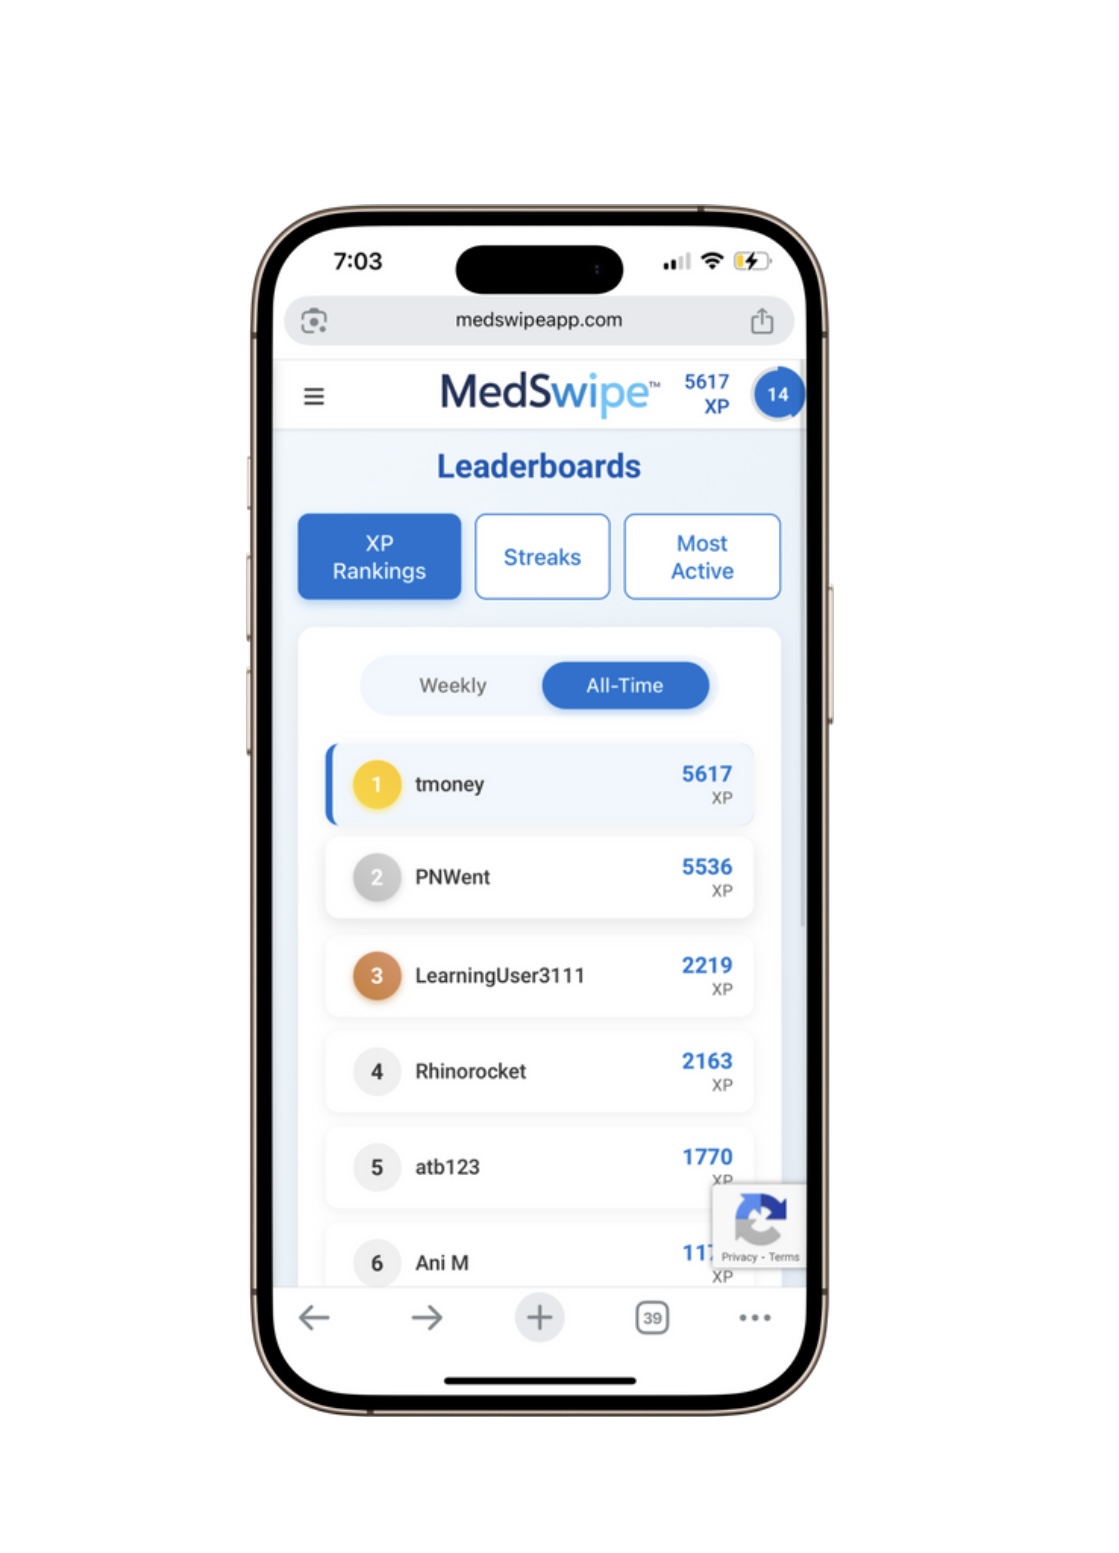 7:03
medswipeapp.com
MedSwipe™
5617
XP
14
Leaderboards
XP
Rankings
Streaks
Most
Active
Weekly
All-Time
1 tmoney 5617
XP
2 PNWent 5536
XP
3 LearningUser3111 2219
XP
4 Rhinorocket 2163
XP
5 atb123 1770
XP
6 Ani M
XP
Privacy - Terms
39